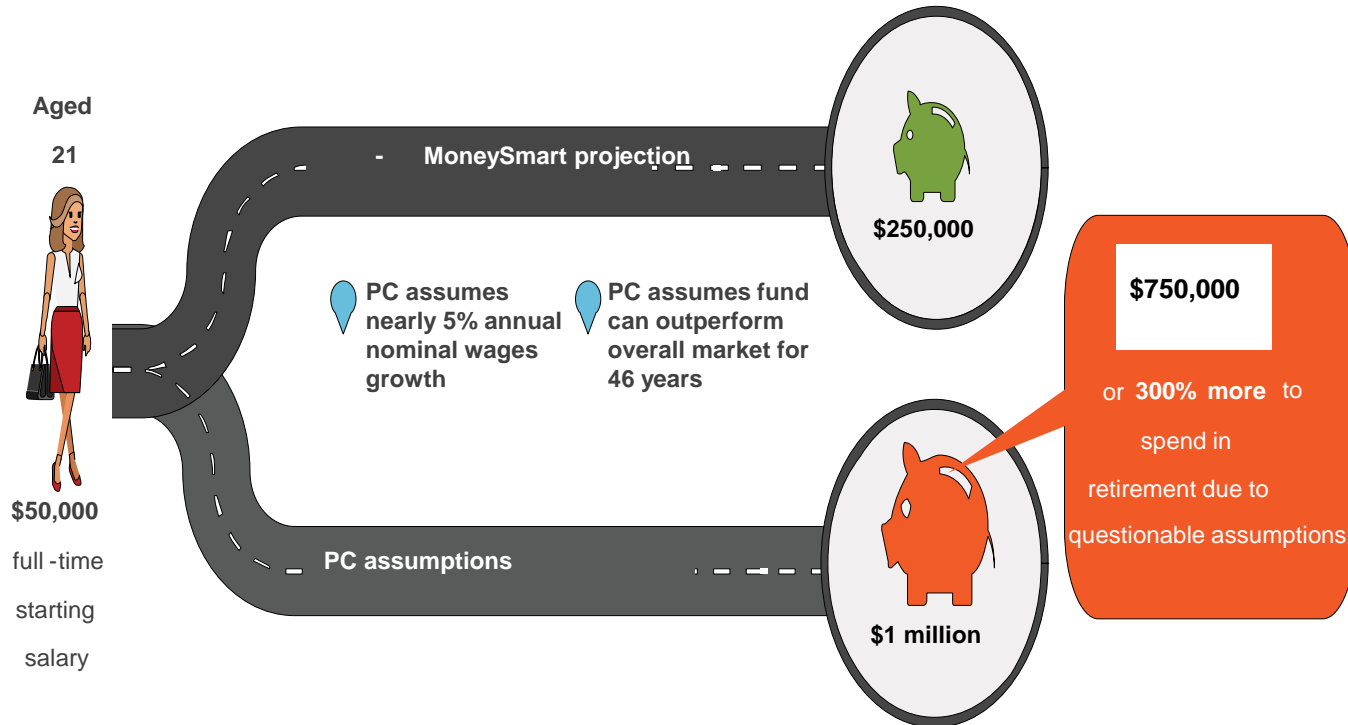 Aged
21
$50,000
full -time
starting
salary
- MoneySmart projection
$250,000
PC assumes
nearly 5% annual
nominal wages
growth
PC assumes fund
can outperform
overall market for
46 years
PC assumptions
$1 million
$750,000
or 300% more to
spend in
retirement due to
questionable assumptions